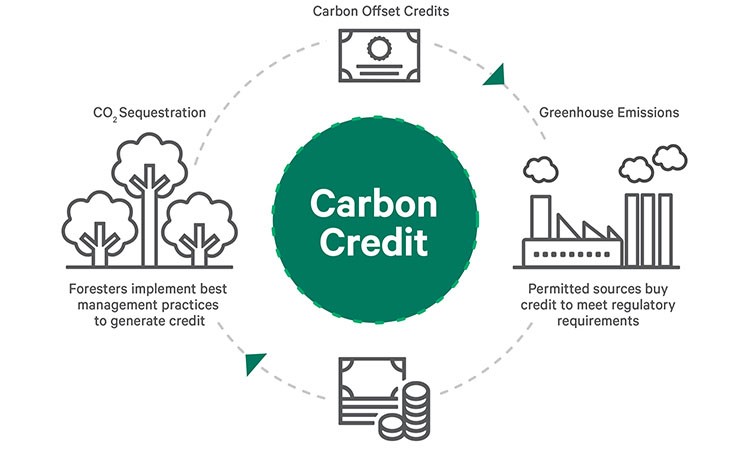 Carbon Offset Credits
CO₂ Sequestration
Greenhouse Emissions
Carbon
Credit
Foresters implement best
management practices
to generate credit
Permitted sources buy
credit to meet regulatory
requirements